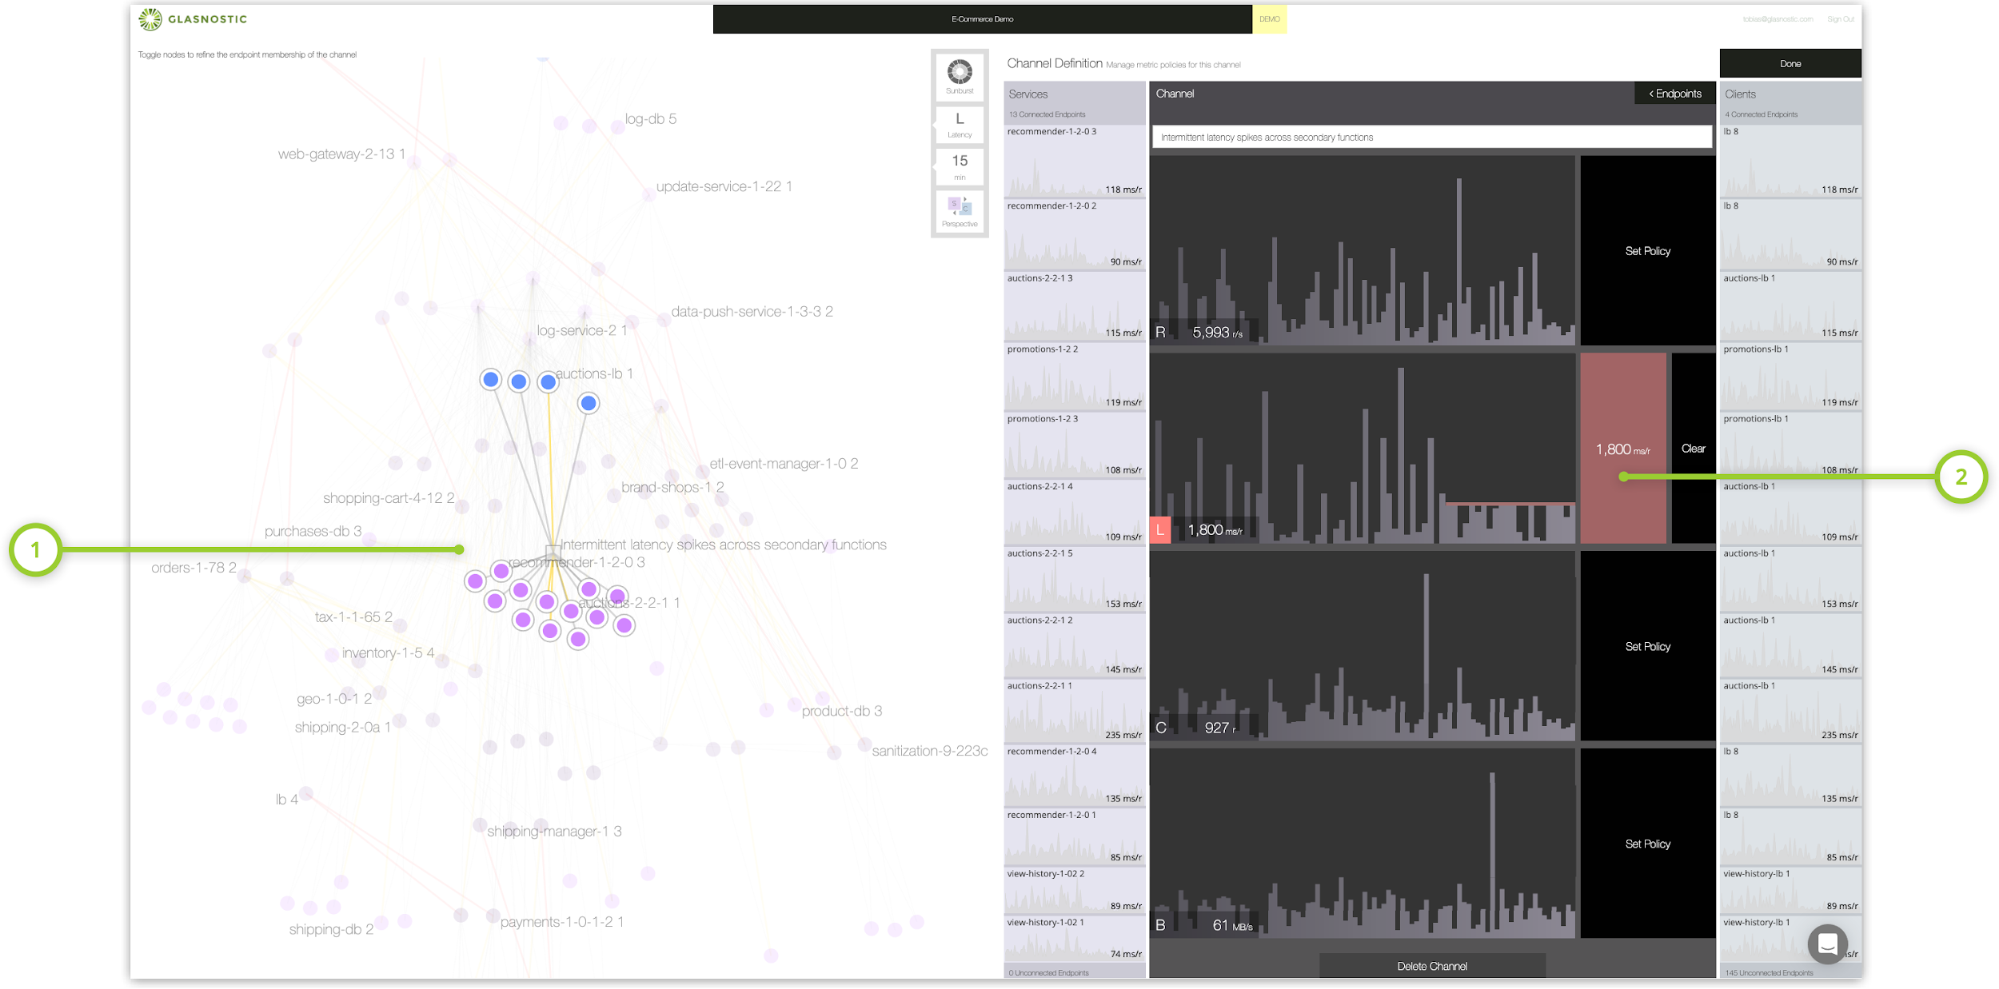 GLASNOSTIC
E-Commerce Demo
DEMO
tobias@glasnostic.com
Sign Out
Toggle nodes to refine the endpoint membership of the channel
log-db 5
web-gateway-2-13 1
update-service-1-22 1
data-push-service-1-3-3 2
log-service-2 1
auctions-lb 1
etl-event-manager-1-0 2
brand-shops-1 2
shopping-cart-4-12 2
purchases-db 3
Intermittent latency spikes across secondary functions
recommender-1-2-0 3
orders-1-78 2
auctions-2-2-1 1
tax-1-1-65 2
inventory-1-5 4
geo-1-0-1 2
shipping-2-0a 1
product-db 3
sanitization-9-223c
lb 4
shipping-manager-1 3
payments-1-0-1-2 1
shipping-db 2
1
Sunburst
L
Latency
15
min
S
C
Perspective
Channel Definition Manage metric policies for this channel
Done
Services
13 Connected Endpoints
recommender-1-2-0 3
118 ms/r
recommender-1-2-0 2
90 ms/r
auctions-2-2-1 3
115 ms/r
promotions-1-2 2
119 ms/r
promotions-1-2 3
108 ms/r
auctions-2-2-1 4
109 ms/r
auctions-2-2-1 5
153 ms/r
auctions-2-2-1 2
145 ms/r
auctions-2-2-1 1
235 ms/r
recommender-1-2-0 4
135 ms/r
recommender-1-2-0 1
85 ms/r
view-history-1-02 2
89 ms/r
view-history-1-02 1
74 ms/r
0 Unconnected Endpoints
Channel
< Endpoints
Intermittent latency spikes across secondary functions
R 5,993 r/s
Set Policy
L 1,800 ms/r
1,800 ms/r
Clear
C 927 r
Set Policy
B 61 MB/s
Set Policy
Delete Channel
Clients
4 Connected Endpoints
lb 8
118 ms/r
lb 8
90 ms/r
auctions-lb 1
115 ms/r
promotions-lb 1
119 ms/r
promotions-lb 1
108 ms/r
auctions-lb 1
109 ms/r
auctions-lb 1
153 ms/r
auctions-lb 1
145 ms/r
auctions-lb 1
235 ms/r
lb 8
135 ms/r
lb 8
85 ms/r
view-history-lb 1
89 ms/r
view-history-lb 1
s/r
145 Unconnected Endpoints
2